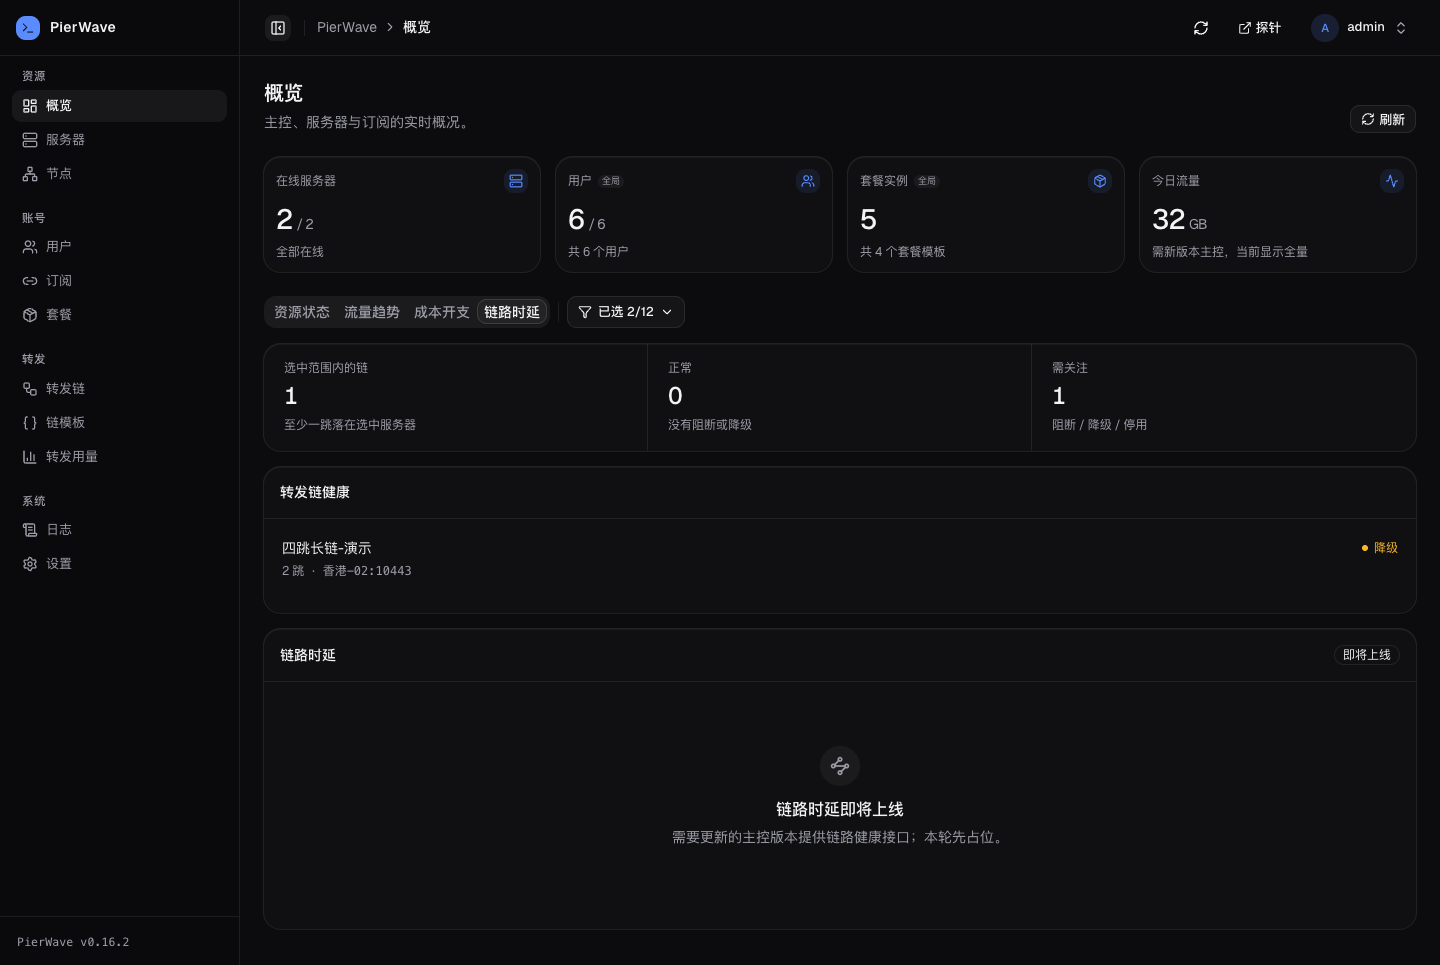 PierWave
PierWave > 概览
探针
A
admin
资源
概览
服务器
节点
账号
用户
订阅
套餐
转发
转发链
链模板
转发用量
系统
日志
设置
PierWave v0.16.2
概览
主控、服务器与订阅的实时概况。
刷新
在线服务器
2 / 2
全部在线
用户 全局
6 / 6
共 6 个用户
套餐实例 全局
5
共 4 个套餐模板
今日流量
32 GB
需新版本主控，当前显示全量
资源状态 流量趋势 成本开支 链路时延
已选 2/12
选中范围内的链
1
至少一跳落在选中服务器
正常
0
没有阻断或降级
需关注
1
阻断 / 降级 / 停用
转发链健康
四跳长链-演示
降级
2 跳 · 香港-02:10443
链路时延
即将上线
链路时延即将上线
需要更新的主控版本提供链路健康接口；本轮先占位。